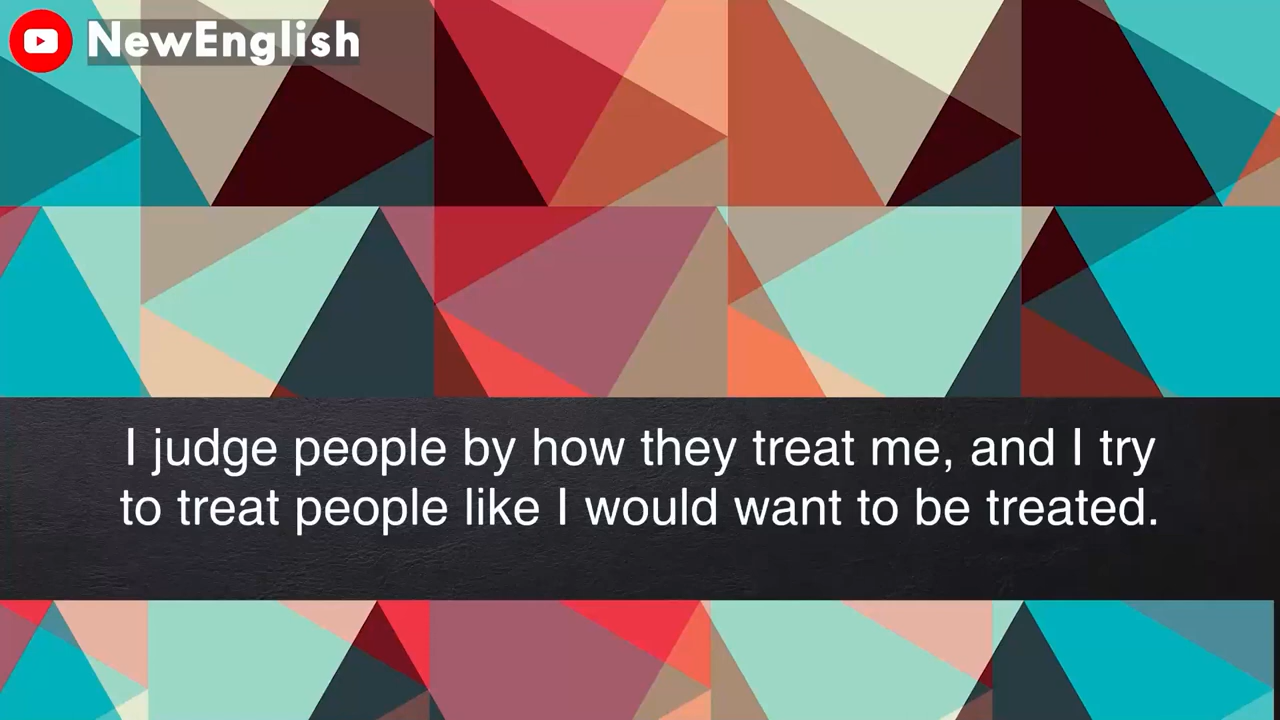 NewEnglish
I judge people by how they treat me, and I try
to treat people like I would want to be treated.